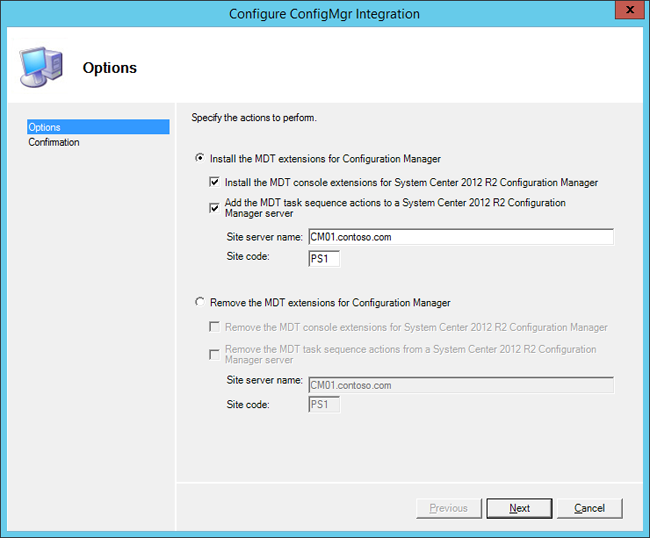 Configure ConfigMgr Integration
x
Options
Options
Confirmation
Specify the actions to perform.
Install the MDT extensions for Configuration Manager
Install the MDT console extensions for System Center 2012 R2 Configuration Manager
Add the MDT task sequence actions to a System Center 2012 R2 Configuration
Manager server
Site server name: CM01.contoso.com
Site code: PS1
Remove the MDT extensions for Configuration Manager
Remove the MDT console extensions for System Center 2012 R2 Configuration Manager
Remove the MDT task sequence actions from a System Center 2012 R2 Configuration
Manager server
Site server name: CM01.contoso.com
Site code: PS1
Previous Next Cancel